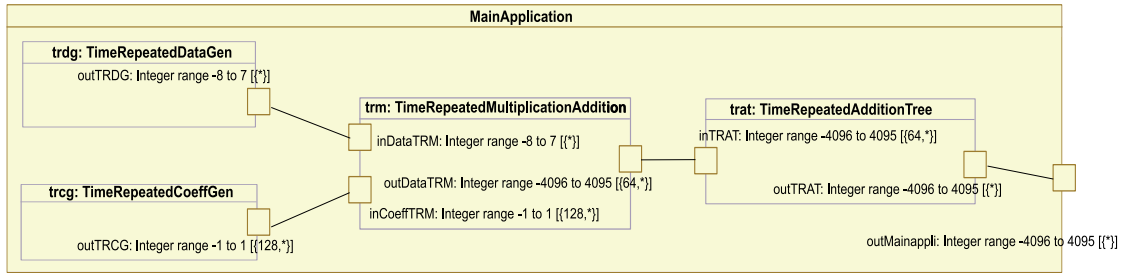 MainApplication
trdg: TimeRepeatedDataGen
outTRDG: Integer range -8 to 7 [{*}]
trm: TimeRepeatedMultiplicationAddition
inDataTRM: Integer range -8 to 7 [{*}]
outDataTRM: Integer range -4096 to 4095 [{64,*}]
inCoeffTRM: Integer range -1 to 1 [{128,*}]
trat: TimeRepeatedAdditionTree
inTRAT: Integer range -4096 to 4095 [{64,*}]
outTRAT: Integer range -4096 to 4095 [{*}]
trcg: TimeRepeatedCoeffGen
outTRCG: Integer range -1 to 1 [{128,*}]
outMainappli: Integer range -4096 to 4095 [{*}]